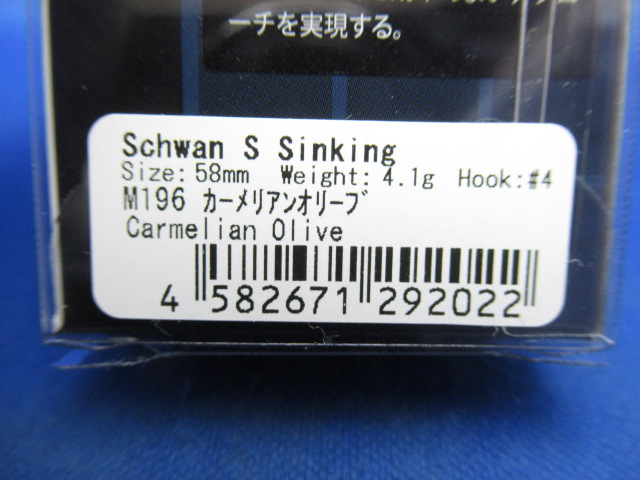 ーチを実現する。
Schwan S Sinking
Size:58mm Weight:4.1g Hook:#4
M196 ｶｰﾒﾘｱﾝｵﾘｰﾌﾞ
Carmelian Olive
4 582671 292022